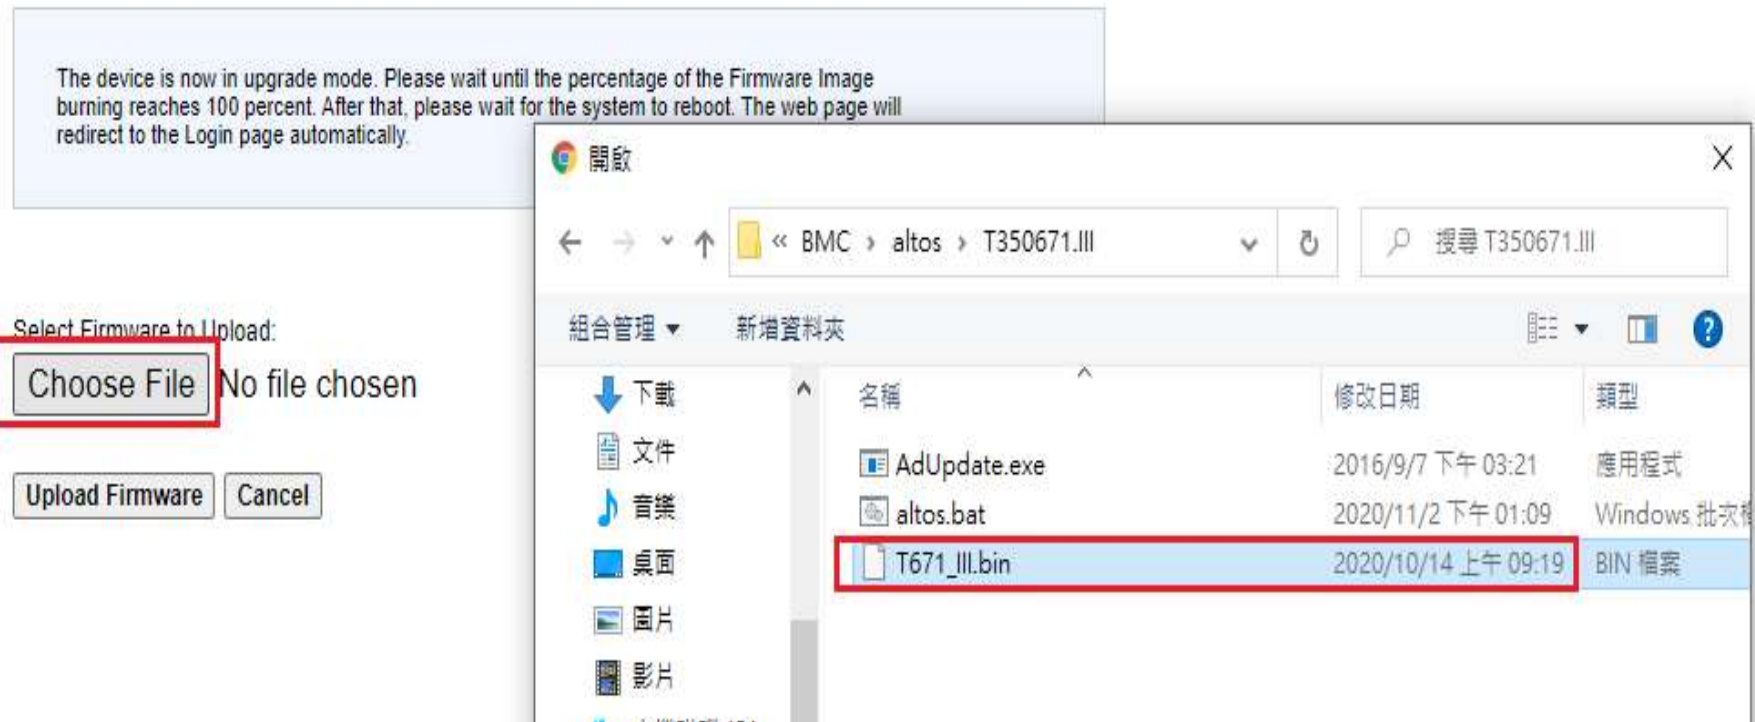 The device is now in upgrade mode. Please wait until the percentage of the Firmware Image
burning reaches 100 percent. After that, please wait for the system to reboot. The web page will
redirect to the Login page automatically.
Select Firmware to Upload:
Choose File No file chosen
Upload Firmware Cancel
開啟
« BMC › altos › T350671.III
搜尋 T350671.III
組合管理 新增資料夾
下載
文件
音樂
桌面
圖片
影片
名稱 修改日期 類型
AdUpdate.exe 2016/9/7 下午 03:21 應用程式
altos.bat 2020/11/2 下午 01:09 Windows 批次
T671_III.bin 2020/10/14 上午 09:19 BIN 檔案